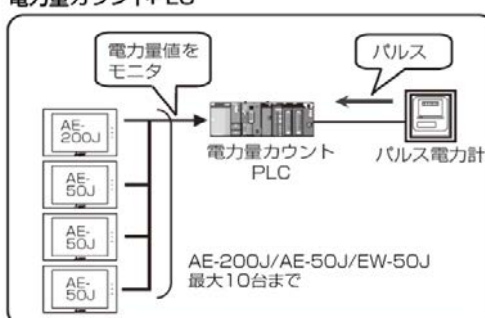 電力量カウントPLC
電力量値を
モニタ
パルス
AE-
200J
AE-
50J
AE-
50J
AE-
50J
電力量カウント
PLC
パルス電力計
AE-200J/AE-50J/EW-50J
最大10台まで